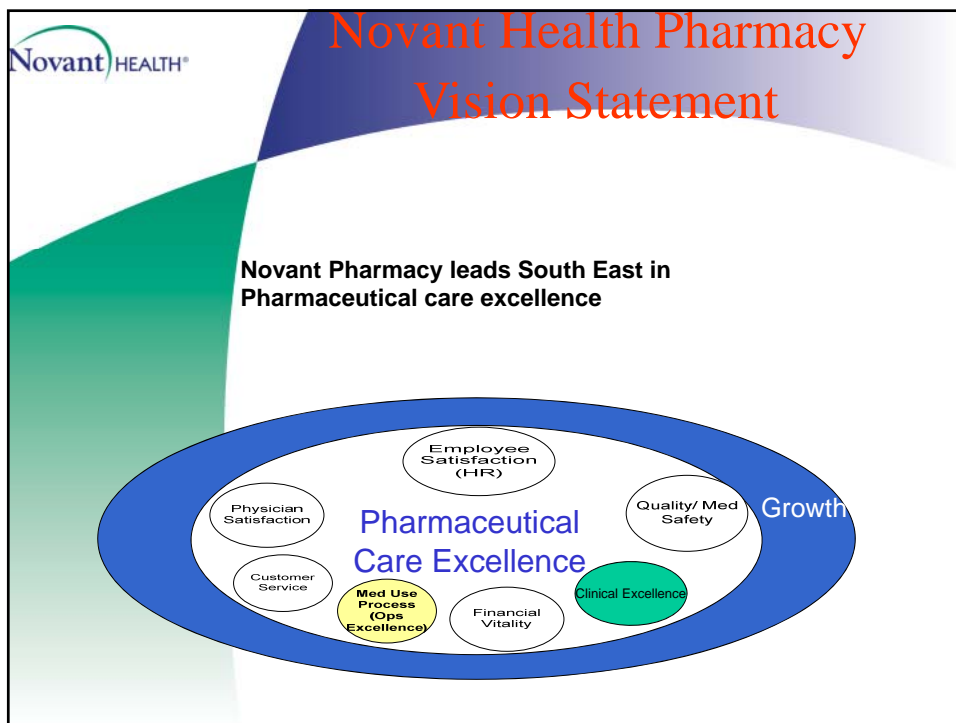 Novant HEALTH®
Novant Health Pharmacy
Vision Statement
Novant Pharmacy leads South East in
Pharmaceutical care excellence
Employee
Satisfaction
(HR)
Physician
Satisfaction
Quality/ Med
Safety
Growth
Pharmaceutical
Care Excellence
Customer
Service
Med Use
Process
(Ops
Excellence)
Financial
Vitality
Clinical Excellence